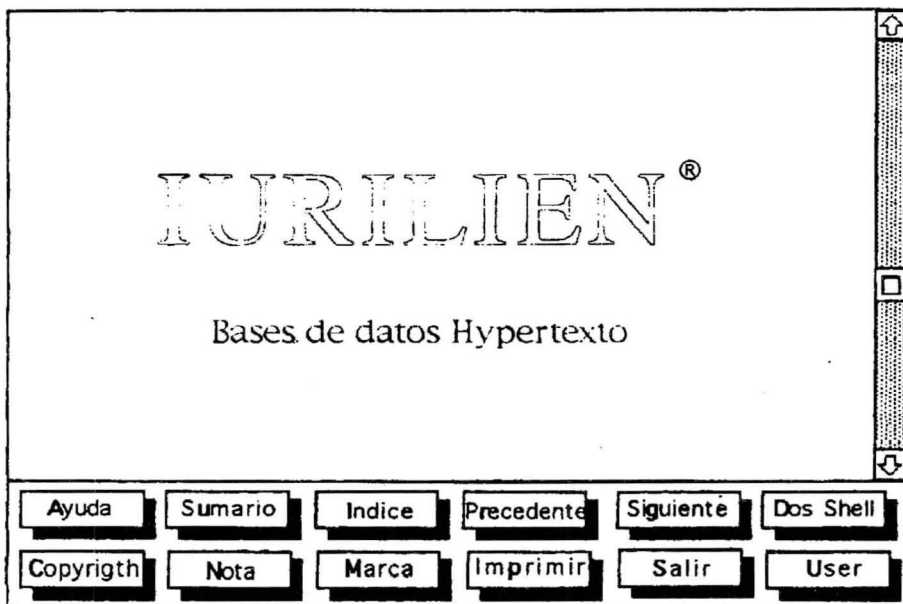 IURILIEN®
Bases de datos Hypertexto
Ayuda Sumario Indice Precedente Siguiente Dos Shell
Copyrigth Nota Marca Imprimir Salir User